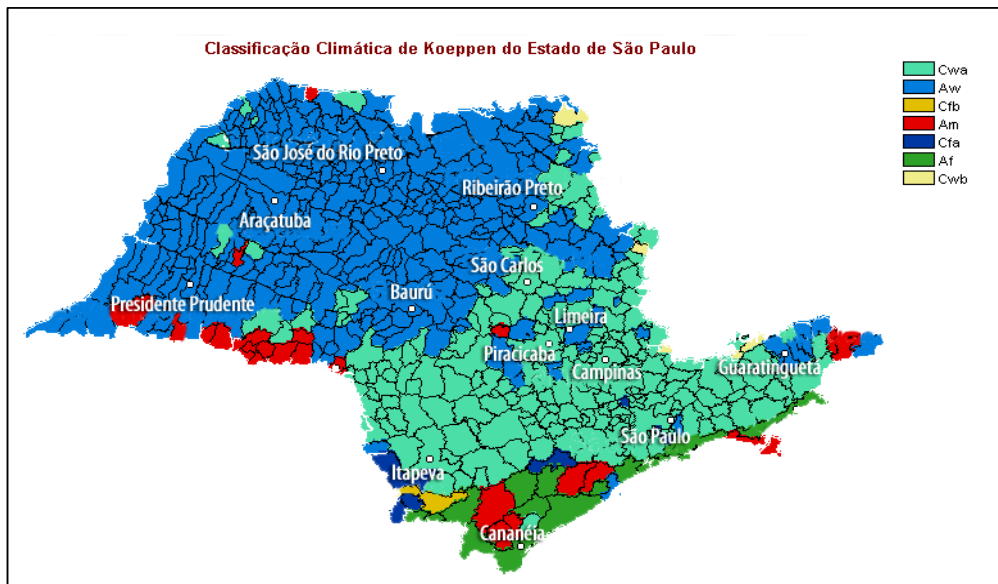 Classificação Climática de Koeppen do Estado de São Paulo
Cwa
Aw
Cfb
Am
Cfa
Af
Cwb
São José do Rio Preto
Ribeirão Preto
Araçatuba
São Carlos
Presidente Prudente
Baurú
Limeira
Piracicaba
Campinas
Guaratinguetá
São Paulo
Itapeva
Cananéia